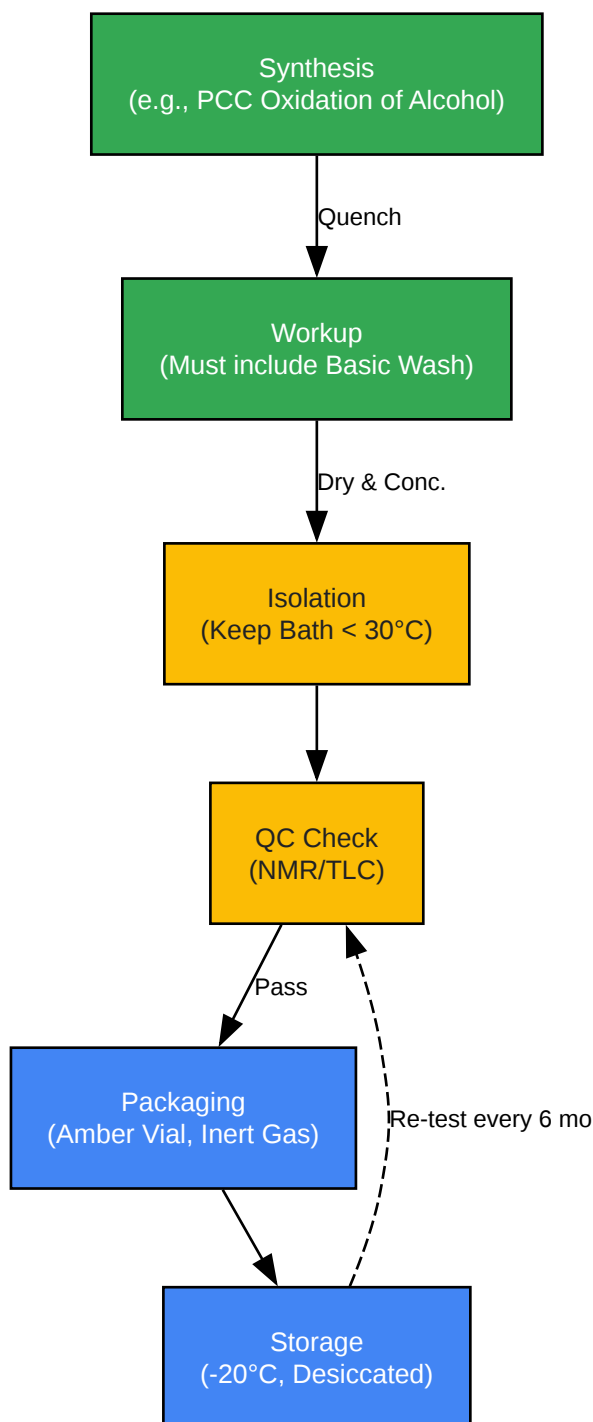 Synthesis
(e.g., PCC Oxidation of Alcohol)
Quench
Workup
(Must include Basic Wash)
Dry & Conc.
Isolation
(Keep Bath < 30°C)
QC Check
(NMR/TLC)
Pass
Packaging
(Amber Vial, Inert Gas)
Re-test every 6 mo
Storage
(-20°C, Desiccated)